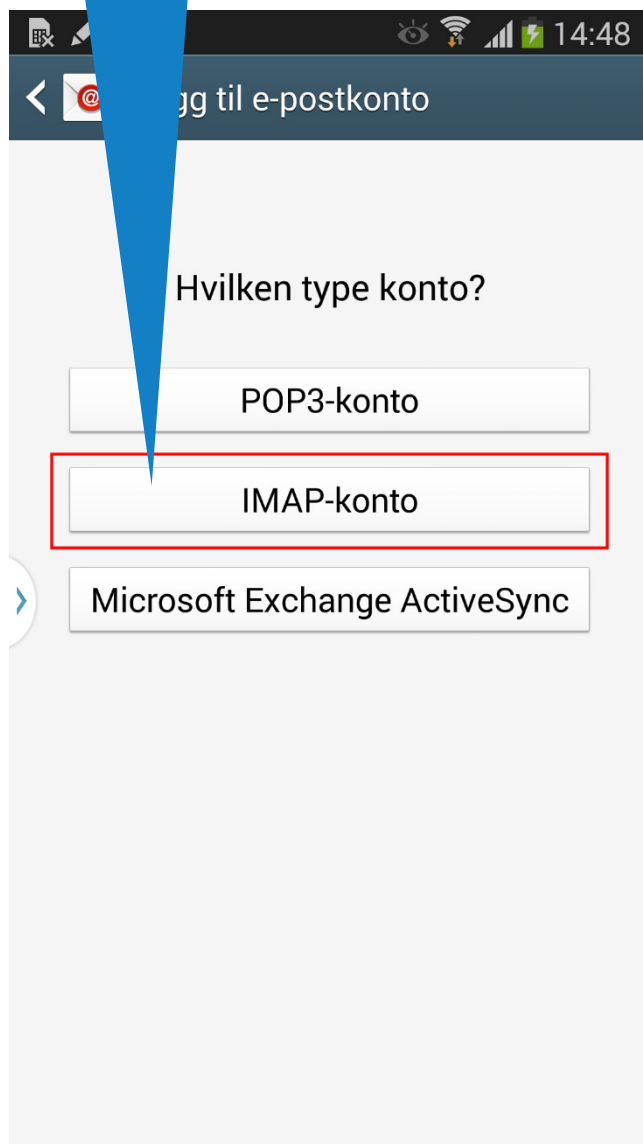 14:48
gg til e-postkonto
Hvilken type konto?
POP3-konto
IMAP-konto
Microsoft Exchange ActiveSync